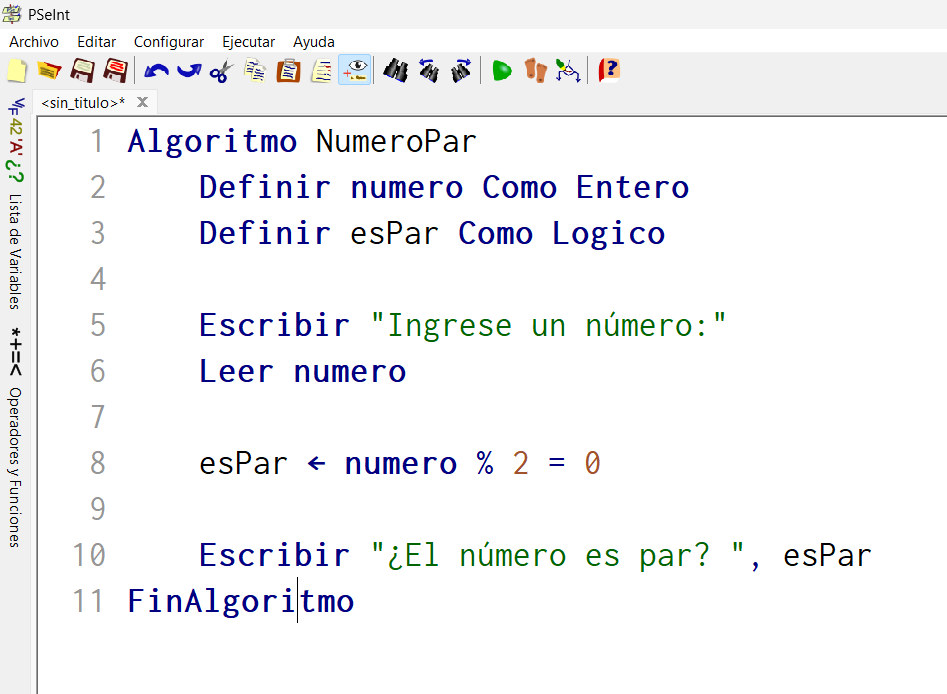 PSeInt
Archivo Editar Configurar Ejecutar Ayuda
<sin_titulo>* X
42 'A' ¿? Lista de Variables
*+=< Operadores y Funciones
1 Algoritmo NumeroPar
2 Definir numero Como Entero
3 Definir esPar Como Logico
4
5 Escribir "Ingrese un número:"
6 Leer numero
7
8 esPar ← numero % 2 = 0
9
10 Escribir "¿El número es par? ", esPar
11 FinAlgoritmo